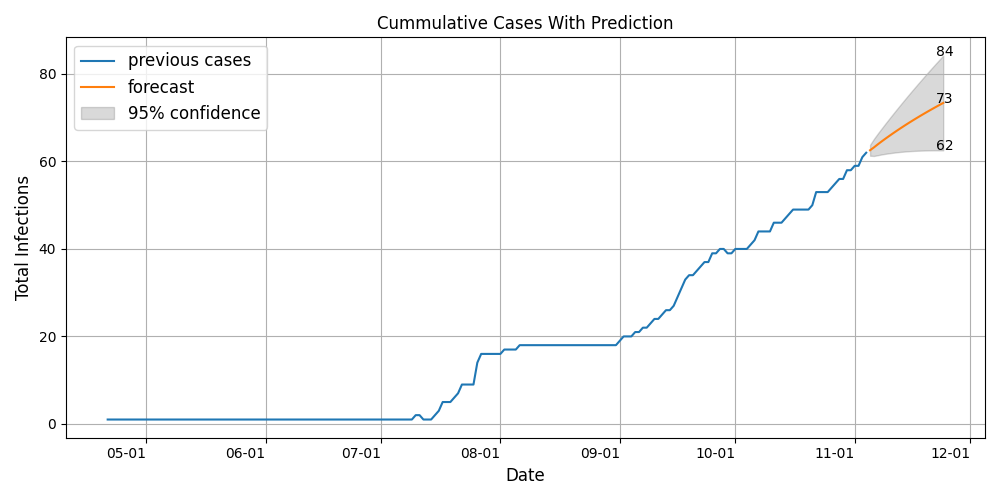 Cummulative Cases With Prediction
previous cases
forecast
95% confidence
84
73
62
80
60
40
20
0
Total Infections
05-01
06-01
07-01
08-01
09-01
10-01
11-01
12-01
Date